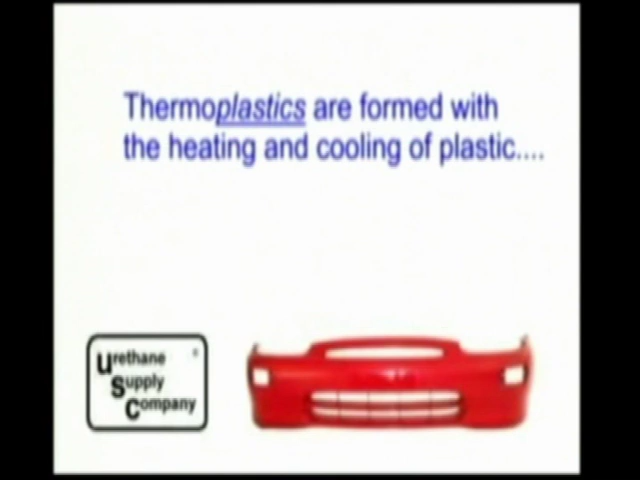 Thermoplastics are formed with
the heating and cooling of plastic....
urethane ®
Supply
Company